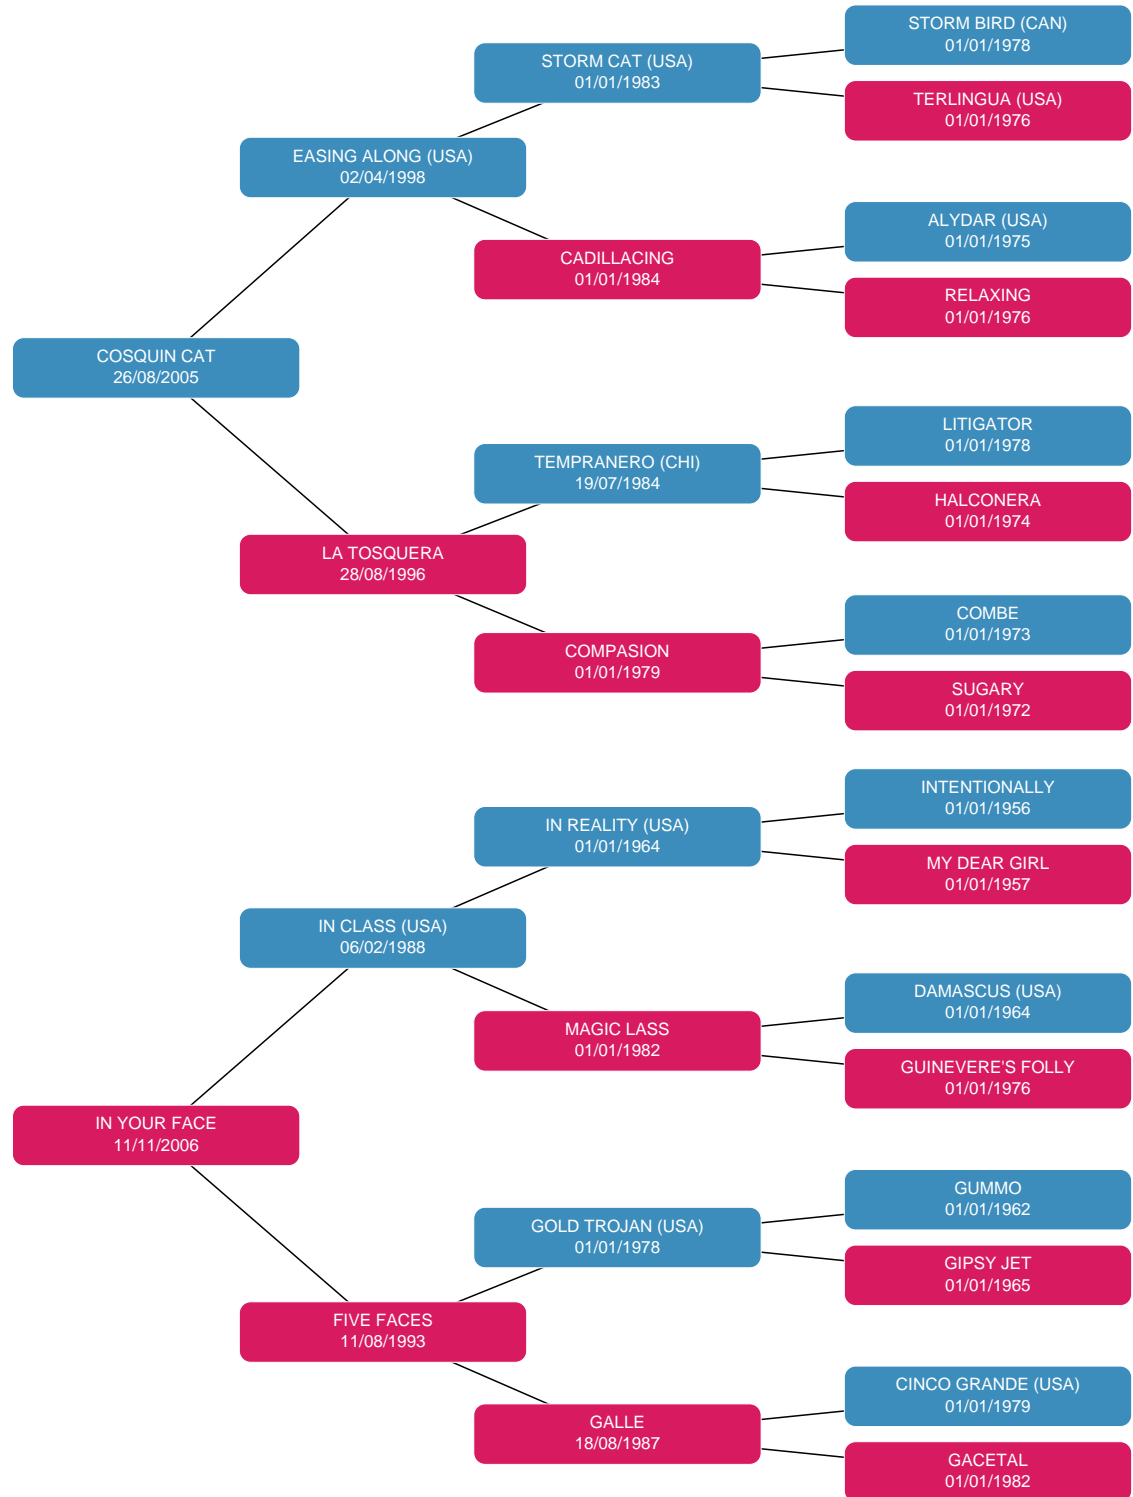 STORM BIRD (CAN)
01/01/1978
STORM CAT (USA)
01/01/1983
TERLINGUA (USA)
01/01/1976
EASING ALONG (USA)
02/04/1998
ALYDAR (USA)
01/01/1975
CADILLACING
01/01/1984
RELAXING
01/01/1976
COSQUIN CAT
26/08/2005
LITIGATOR
01/01/1978
TEMPRANERO (CHI)
19/07/1984
HALCONERA
01/01/1974
LA TOSQUERA
28/08/1996
COMBE
01/01/1973
COMPASION
01/01/1979
SUGARY
01/01/1972
INTENTIONALLY
01/01/1956
IN REALITY (USA)
01/01/1964
MY DEAR GIRL
01/01/1957
IN CLASS (USA)
06/02/1988
DAMASCUS (USA)
01/01/1964
MAGIC LASS
01/01/1982
GUINEVERE'S FOLLY
01/01/1976
IN YOUR FACE
11/11/2006
GUMMO
01/01/1962
GOLD TROJAN (USA)
01/01/1978
GIPSY JET
01/01/1965
FIVE FACES
11/08/1993
CINCO GRANDE (USA)
01/01/1979
GALLE
18/08/1987
GACETAL
01/01/1982